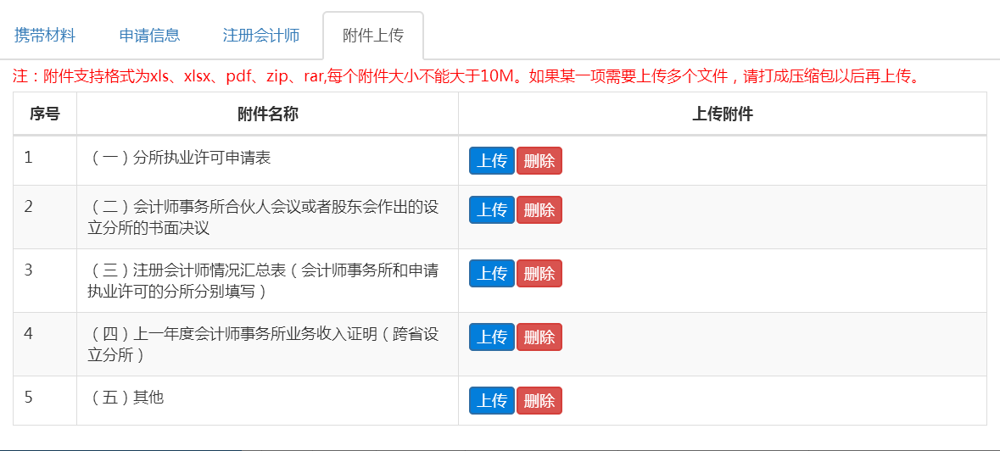 携带材料 申请信息 注册会计师 附件上传
注：附件支持格式为xls、xlsx、pdf、zip、rar,每个附件大小不能大于10M。如果某一项需要上传多个文件，请打成压缩包以后再上传。
序号 附件名称 上传附件
1 （一）分所执业许可申请表 上传 删除
2 （二）会计师事务所合伙人会议或者股东会作出的设 上传 删除
立分所的书面决议
3 （三）注册会计师情况汇总表（会计师事务所和申请 上传 删除
执业许可的分所分别填写）
4 （四）上一年度会计师事务所业务收入证明（跨省设 上传 删除
立分所）
5 （五）其他 上传 删除